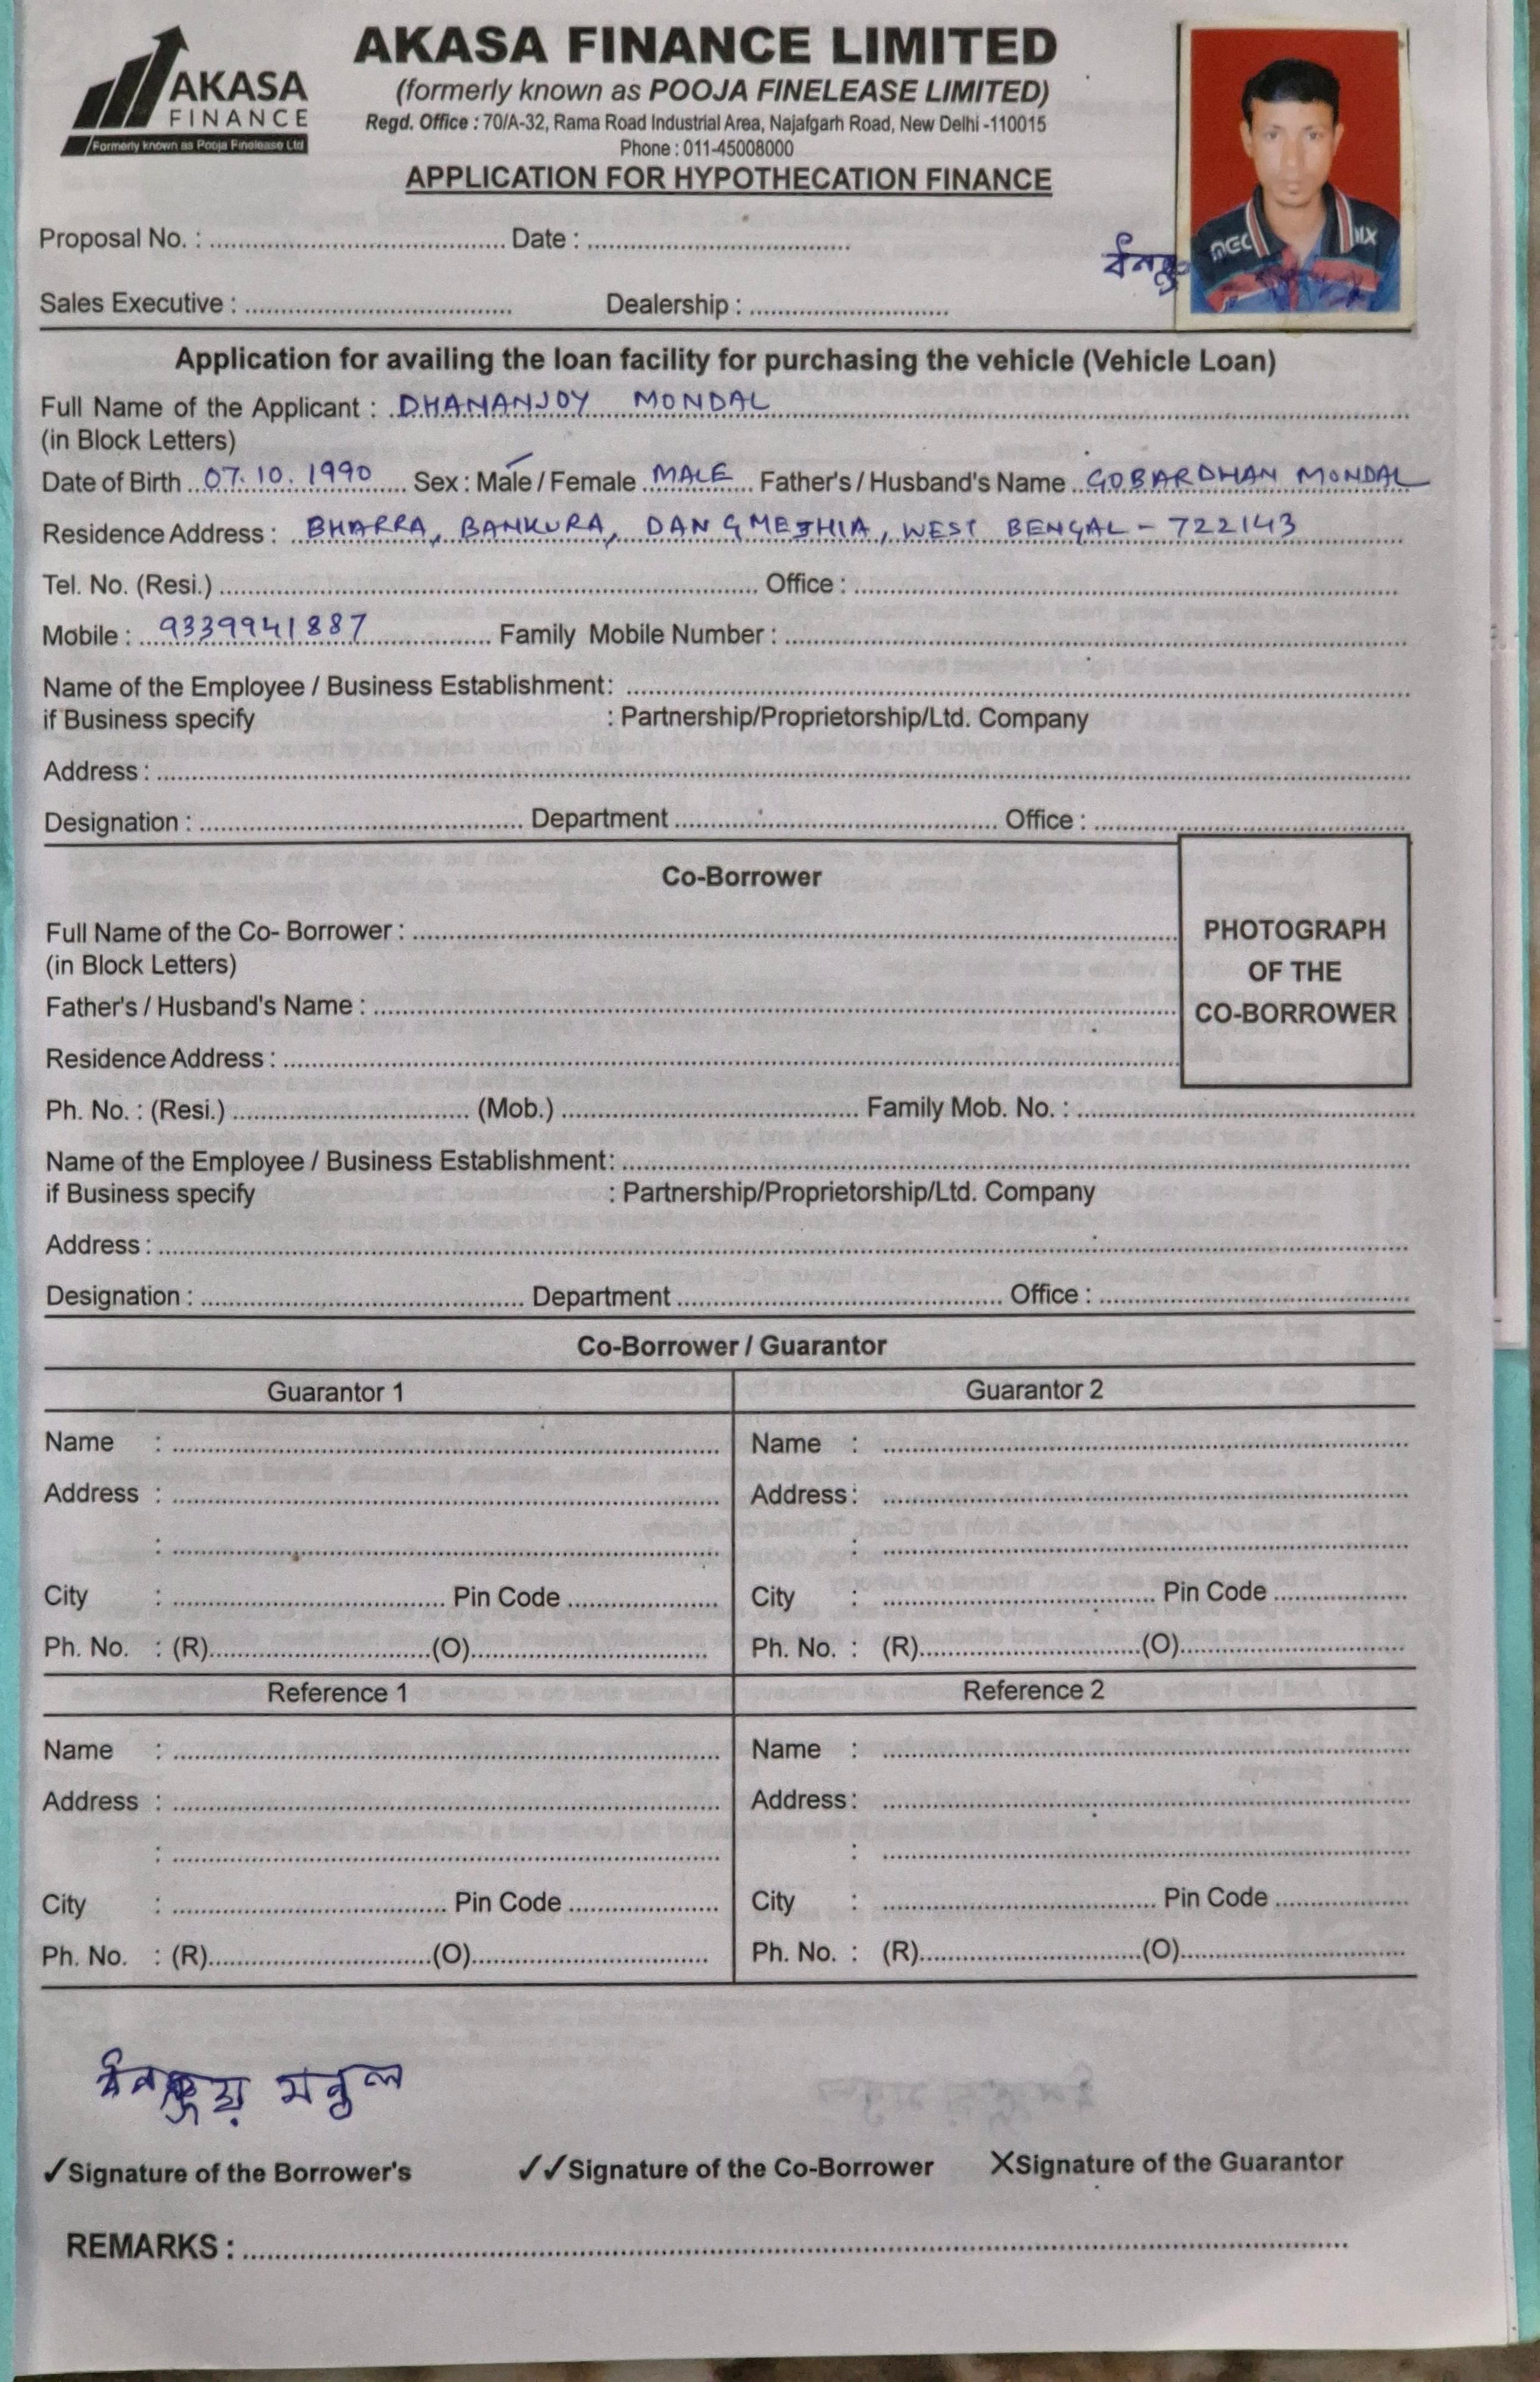 AKASA FINANCE LIMITED
(formerly known as POOJA FINELEASE LIMITED)
Regd. Office : 70/A-32, Rama Road Industrial Area, Najafgarh Road, New Delhi -110015
Phone : 011-45008000
APPLICATION FOR HYPOTHECATION FINANCE
AKASA
FINANCE
Formerly known as Pooja Finelease Ltd
Proposal No. : Date :
Sales Executive : Dealership :
Application for availing the loan facility for purchasing the vehicle (Vehicle Loan)
Full Name of the Applicant : DHANANJOY MONDAL
(in Block Letters)
Date of Birth 07.10.1990 Sex : Male / Female MALE Father's / Husband's Name GOBARDHAN MONDAL
Residence Address : BHARRA, BANKURA, DANGMEJHIA, WEST BENGAL - 722143
Tel. No. (Resi.) Office :
Mobile : 9339941887 Family Mobile Number :
Name of the Employee / Business Establishment:
if Business specify : Partnership/Proprietorship/Ltd. Company
Address :
Designation : Department Office :
Co-Borrower
Full Name of the Co- Borrower :
(in Block Letters)
Father's / Husband's Name :
Residence Address :
PHOTOGRAPH
OF THE
CO-BORROWER
Ph. No. : (Resi.) (Mob.) Family Mob. No. :
Name of the Employee / Business Establishment:
if Business specify : Partnership/Proprietorship/Ltd. Company
Address :
Designation : Department Office :
Co-Borrower / Guarantor
Guarantor 1 Guarantor 2
Name : Name :
Address : Address :
: :
City : Pin Code City : Pin Code
Ph. No. : (R) (O) Ph. No. : (R) (O)
Reference 1 Reference 2
Name : Name :
Address : Address :
: :
City : Pin Code City : Pin Code
Ph. No. : (R) (O) Ph. No. : (R) (O)
ধনঞ্জয় মন্ডল
✓Signature of the Borrower's ✓✓Signature of the Co-Borrower XSignature of the Guarantor
REMARKS :